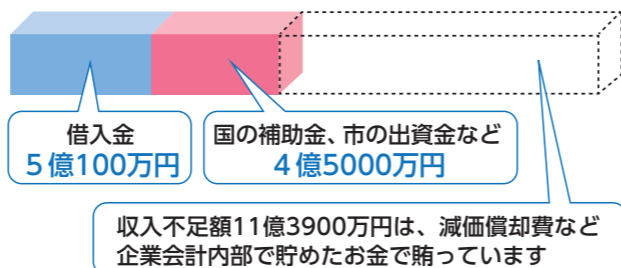 借入金
5億100万円
国の補助金、市の出資金など
4億5000万円
収入不足額11億3900万円は、減価償却費など
企業会計内部で貯めたお金で賄っています